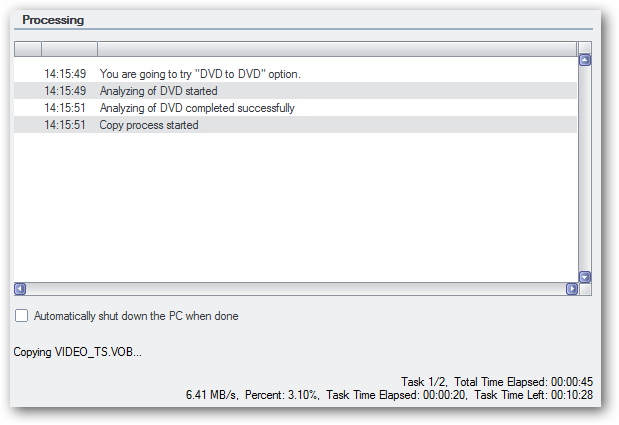 Processing
14:15:49 You are going to try "DVD to DVD" option.
14:15:49 Analyzing of DVD started
14:15:51 Analyzing of DVD completed successfully
14:15:51 Copy process started
Automatically shut down the PC when done
Copying VIDEO_TS.VOB...
Task 1/2, Total Time Elapsed: 00:00:45
6.41 MB/s, Percent: 3.10%, Task Time Elapsed: 00:00:20, Task Time Left: 00:10:28